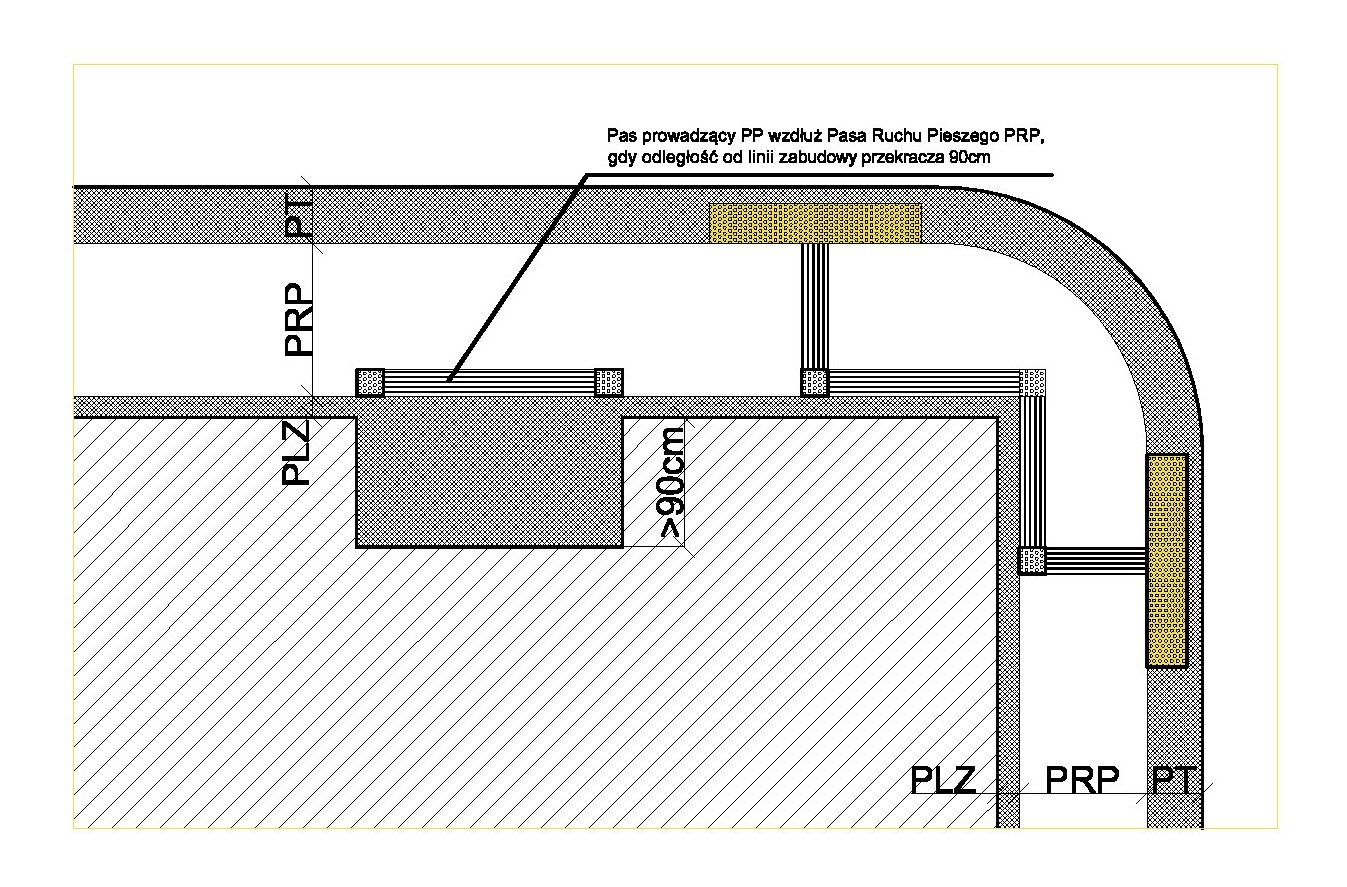 Pas prowadzący PP wzdłuż Pasa Ruchu Pieszego PRP,
gdy odległość od linii zabudowy przekracza 90cm
PT
PRP
PLZ
>90cm
PLZ PRP PT